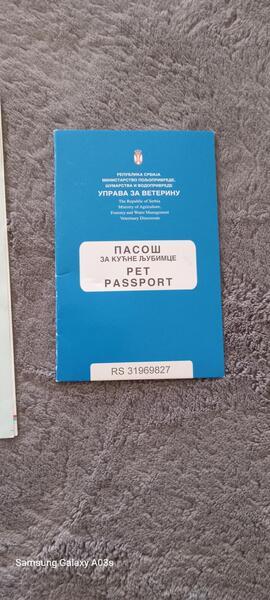 РЕПУБЛИКА СРБИЈА
МИНИСТАРСТВО ПОЉОПРИВРЕДЕ,
ШУМАРСТВА И ВОДОПРИВРЕДЕ
УПРАВА ЗА ВЕТЕРИНУ
The Republic of Serbia
Ministry of Agriculture,
Forestry and Water Management
Veterinary Directorate
ПАСОШ
ЗА КУЋНЕ ЉУБИМЦЕ
PET
PASSPORT
RS 31969827
Samsung Galaxy A03s